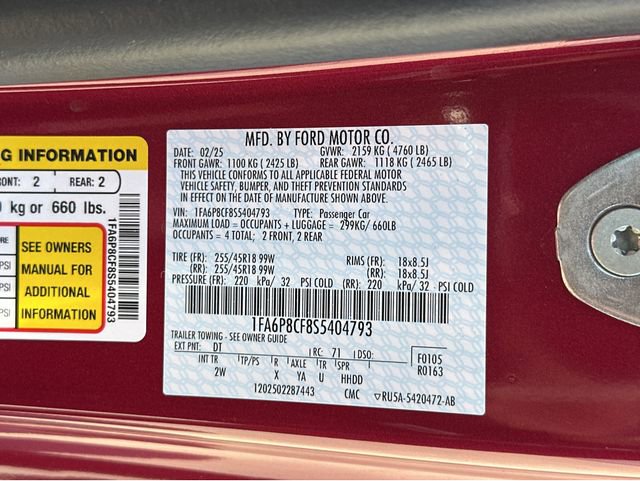 MFD. BY FORD MOTOR CO.
02/25 GVWR: 2159 KG ( 4760 LB)
FRONT GAWR: 1100 KG ( 2425 LB) REAR GAWR: 1118 KG ( 2465 LB)
THIS VEHICLE CONFORMS TO ALL APPLICABLE FEDERAL MOTOR
VEHICLE SAFETY, BUMPER, AND THEFT PREVENTION STANDARDS
IN EFFECT ON THE DATE OF MANUFACTURE SHOWN ABOVE.
VIN: 1FA6P8CF8S5404793 TYPE: Passenger Car
MAXIMUM LOAD = OCCUPANTS + LUGGAGE = 299KG/ 660LB
OCCUPANTS = 4 TOTAL; 2 FRONT, 2 REAR
TIRE (FR): 255/45R18 99W RIMS (FR): 18x8.5J
(RR): 255/45R18 99W (RR): 18x8.5J
PRESSURE (FR): 220 kPa/ 32 PSI COLD (RR): 220 kPa/ 32 PSI COLD
1FA6P8CF8S5404793
TRAILER TOWING - SEE OWNER GUIDE
EXT PNT: DT RC: 71 DSO:
INT TR TP/PS R AXLE TR SPR
2W X YA U HHDD
F0105
R0163
1202502287443 CMC ▽RU5A-5420472-AB
G INFORMATION
ONT: 2 REAR: 2
kg or 660 lbs.
RE
PSI
PSI
PSI
SEE OWNERS
MANUAL FOR
ADDITIONAL
INFORMATION
1FA6P8CF8S5404793